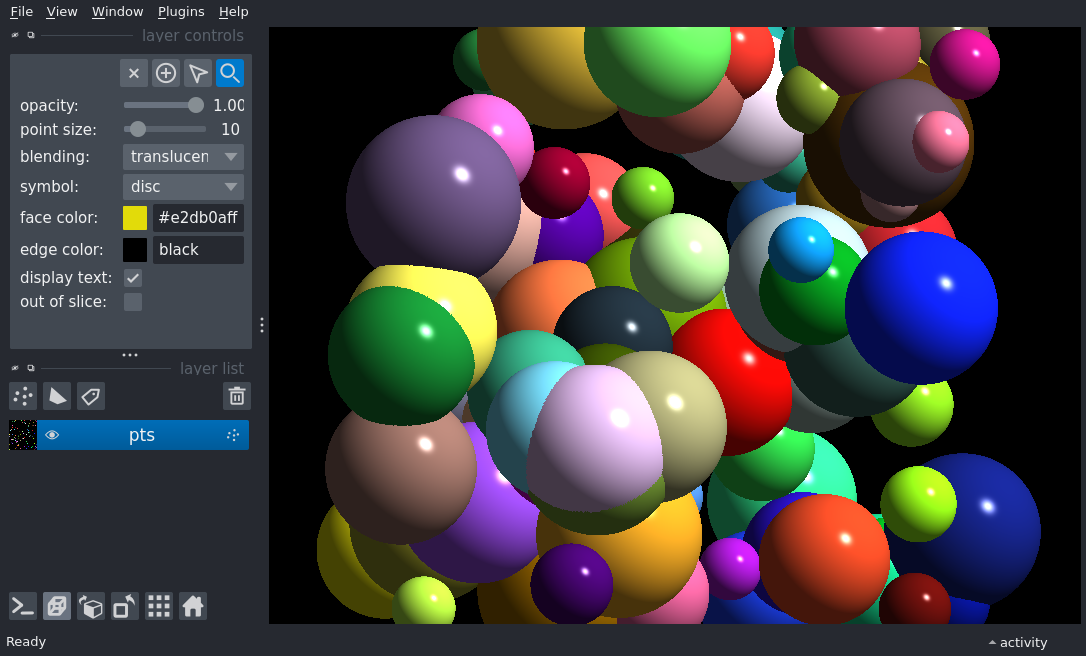 File View Window Plugins Help
layer controls
opacity: 1.00
point size: 10
blending: translucen
symbol: disc
face color: #e2db0aff
edge color: black
display text:
out of slice:
layer list
pts
Ready activity